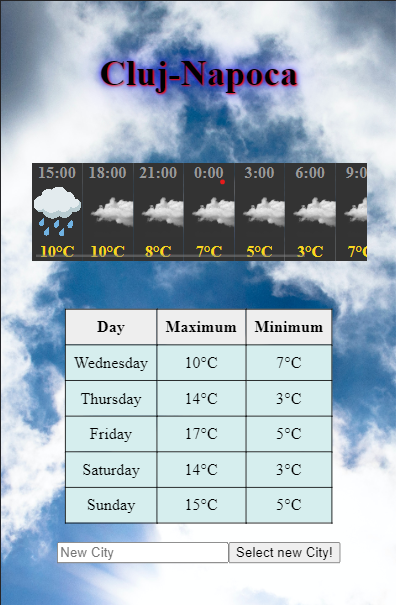 Cluj-Napoca
15:00 18:00 21:00 0:00 3:00 6:00 9:0
10°C 10°C 8°C 7°C 5°C 3°C 7°C
Day Maximum Minimum
Wednesday 10°C 7°C
Thursday 14°C 3°C
Friday 17°C 5°C
Saturday 14°C 3°C
Sunday 15°C 5°C
New City Select new City!